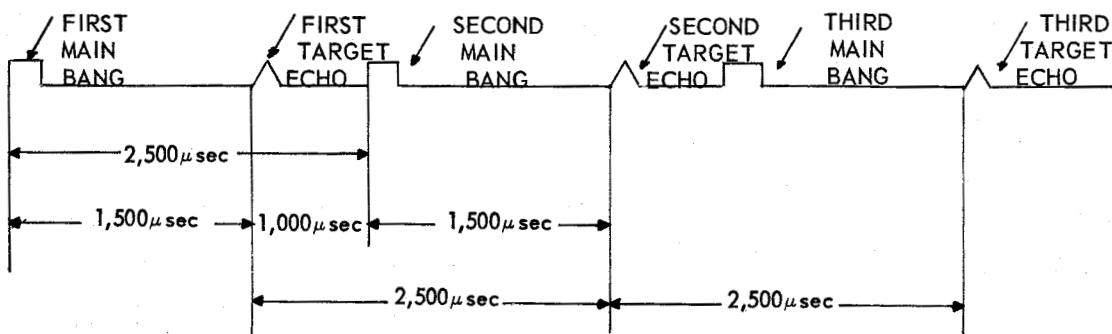 FIRST
MAIN
BANG
FIRST
TARGET
ECHO
SECOND
MAIN
BANG
SECOND
TARGET
ECHO
THIRD
MAIN
BANG
THIRD
TARGET
ECHO
2,500μsec
1,500μsec
1,000μsec
1,500μsec
2,500μsec
2,500μsec